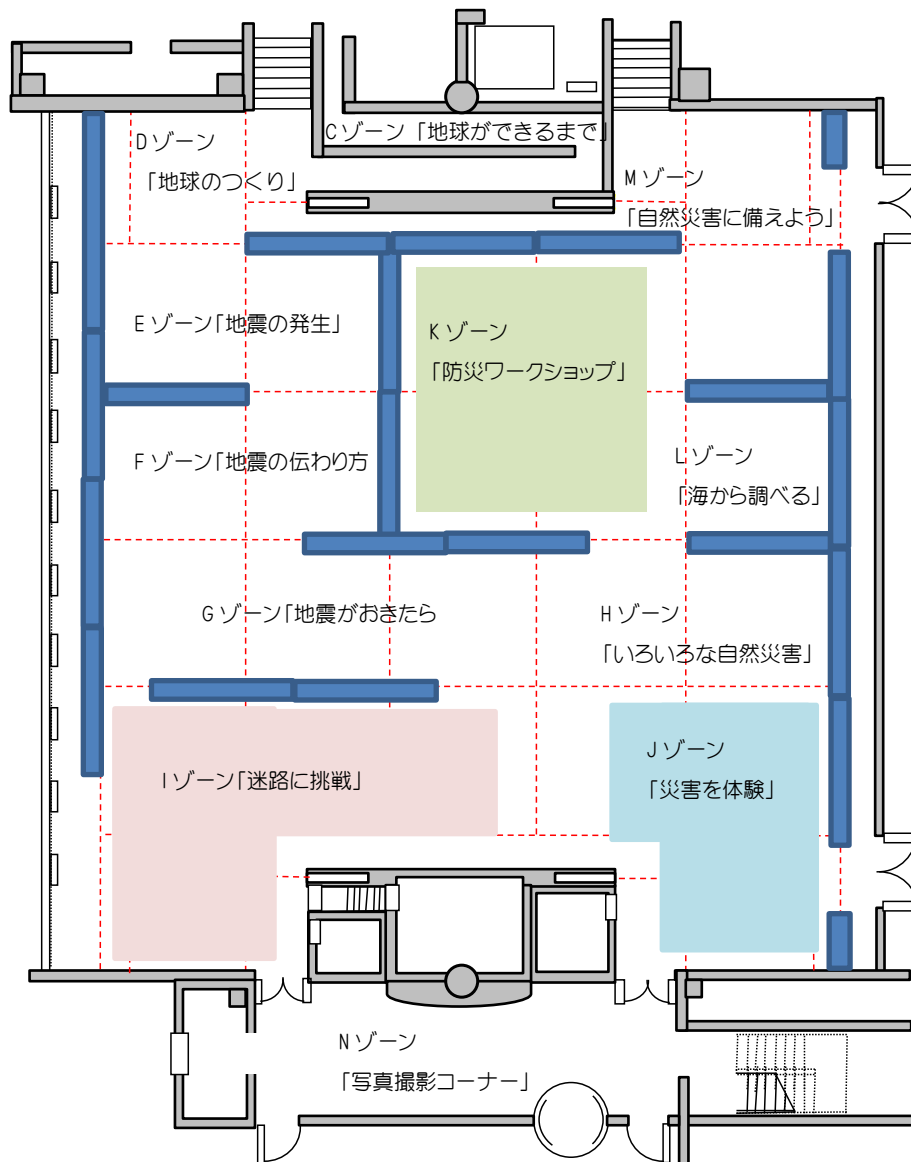 Cゾーン「地球ができるまで」
Dゾーン
「地球のつくり」
Mゾーン
「自然災害に備えよう」
Eゾーン「地震の発生」
Kゾーン
「防災ワークショップ」
Fゾーン「地震の伝わり方
Lゾーン
「海から調べる」
Gゾーン「地震がおきたら
Hゾーン
「いろいろな自然災害」
Iゾーン「迷路に挑戦」
Jゾーン
「災害を体験」
Nゾーン
「写真撮影コーナー」